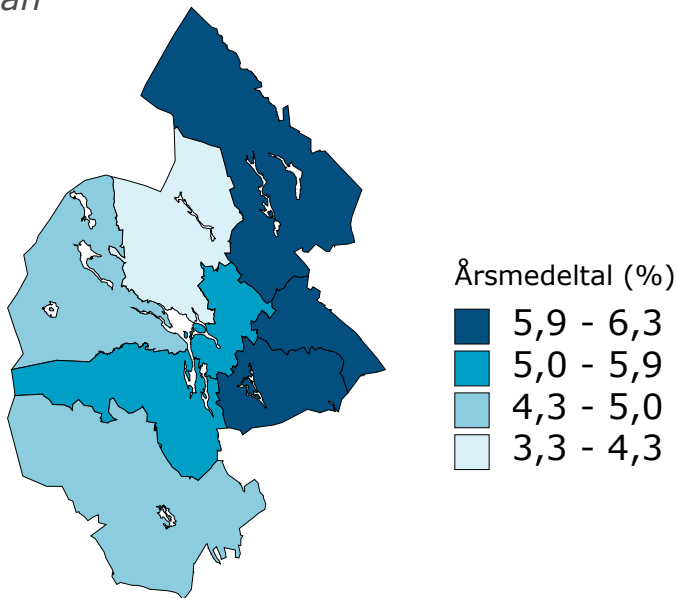 Årsmedeltal (%)
5,9 - 6,3
5,0 - 5,9
4,3 - 5,0
3,3 - 4,3